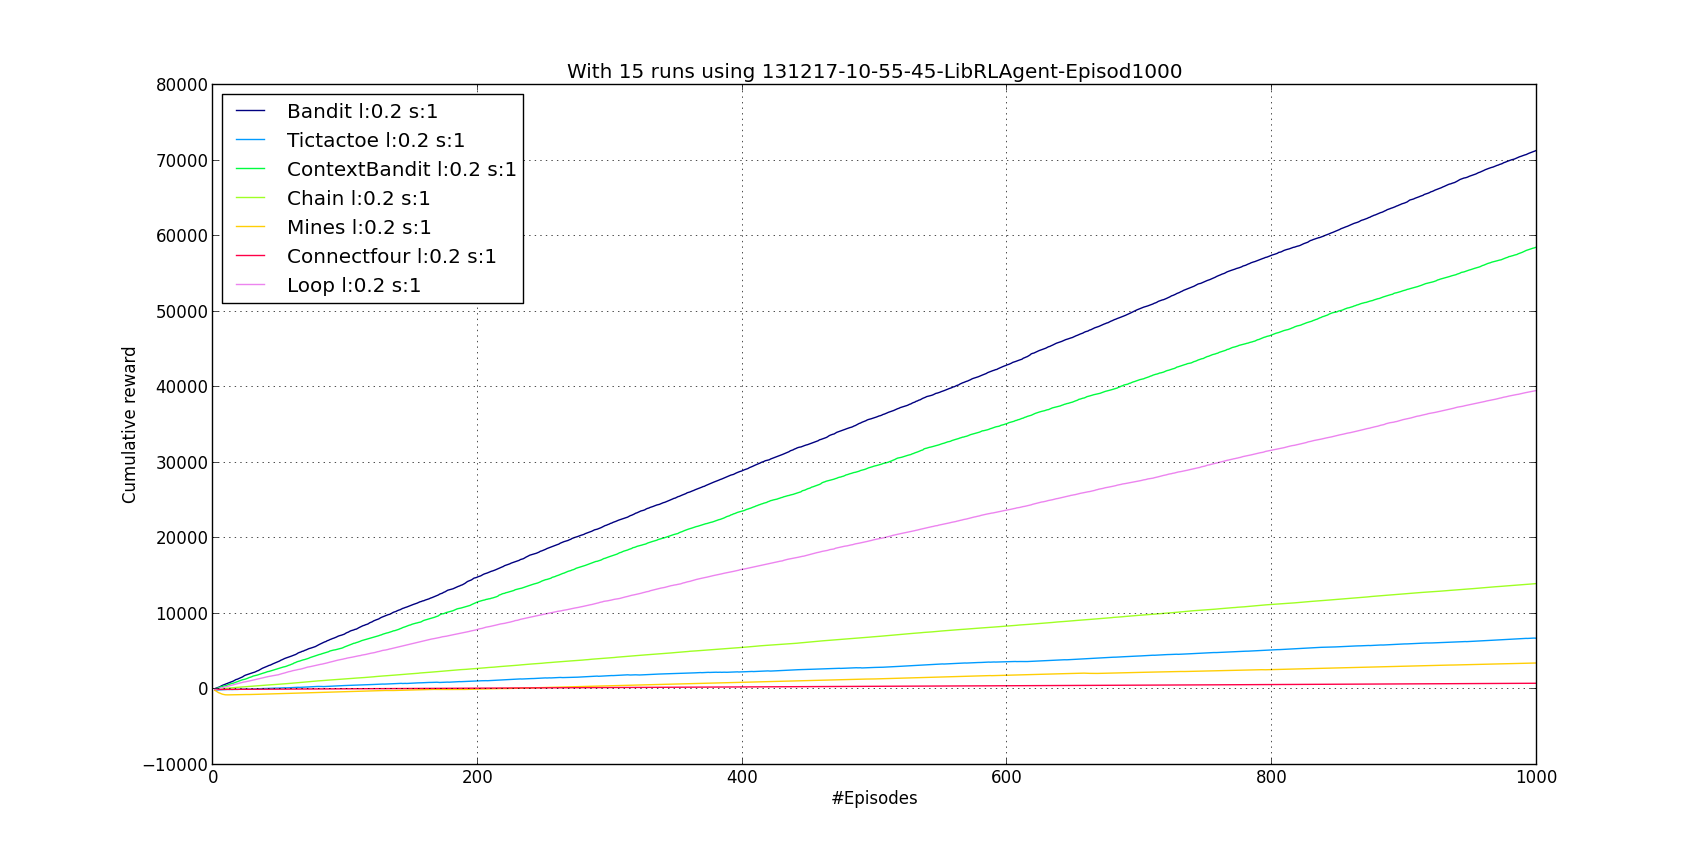 With 15 runs using 131217-10-55-45-LibRLAgent-Episod1000
80000
70000
60000
50000
40000
30000
20000
10000
0
−10000
Cumulative reward
Bandit l:0.2 s:1
Tictactoe l:0.2 s:1
ContextBandit l:0.2 s:1
Chain l:0.2 s:1
Mines l:0.2 s:1
Connectfour l:0.2 s:1
Loop l:0.2 s:1
0 200 400 600 800 1000
#Episodes